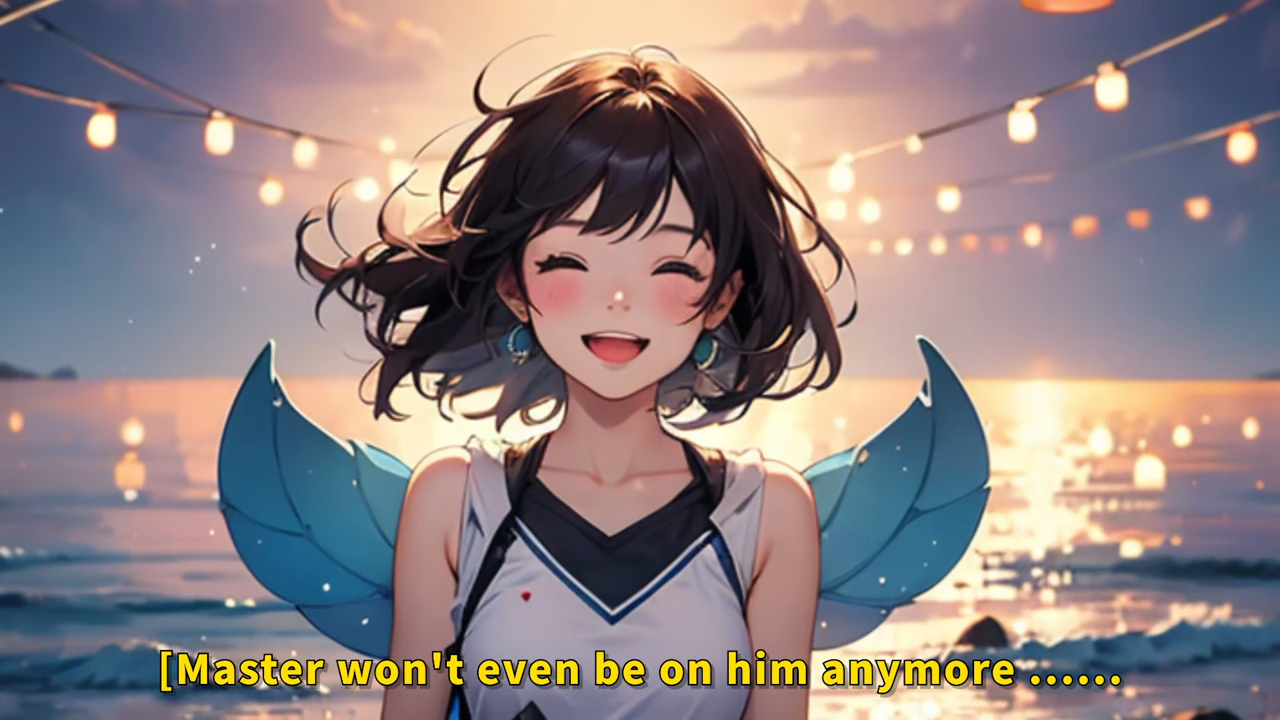 [Master won't even be on him anymore ......